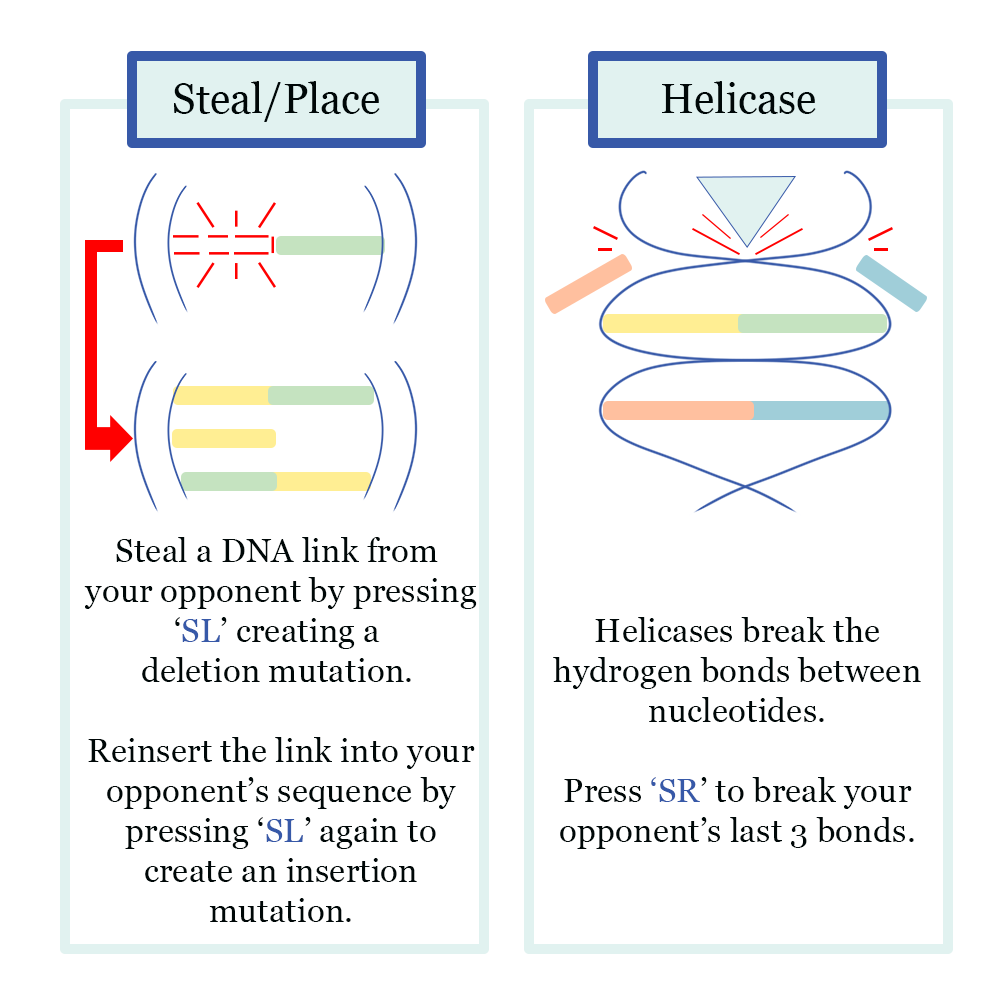 Steal/Place
Steal a DNA link from
your opponent by pressing
‘SL’ creating a
deletion mutation.
Reinsert the link into your
opponent’s sequence by
pressing ‘SL’ again to
create an insertion
mutation.
Helicase
Helicases break the
hydrogen bonds between
nucleotides.
Press ‘SR’ to break your
opponent’s last 3 bonds.